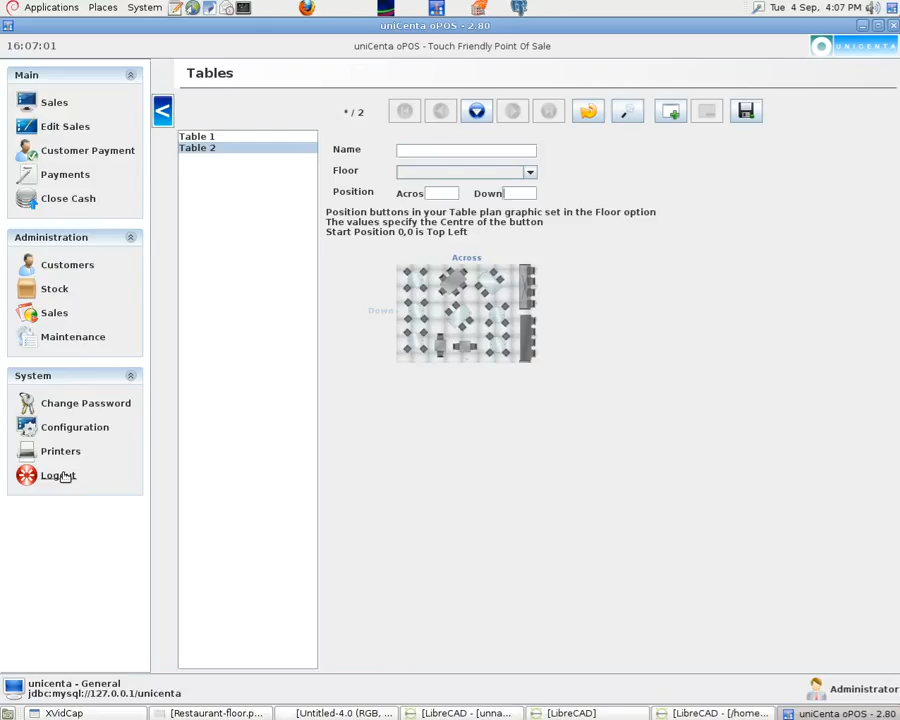 Applications Places System Tue 4 Sep, 4:07 PM
uniCenta oPOS - 2.80
16:07:01 uniCenta oPOS - Touch Friendly Point Of Sale UNICENTA
Main
Sales
Edit Sales
Customer Payment
Payments
Close Cash
Administration
Customers
Stock
Sales
Maintenance
System
Change Password
Configuration
Printers
Logout
Tables
<
* / 2
Table 1
Table 2
Name
Floor
Position Acros Down
Position buttons in your Table plan graphic set in the Floor option
The values specify the Centre of the button
Start Position 0,0 is Top Left
Across
Down
unicenta - General
jdbc:mysql://127.0.0.1/unicenta
Administrator
XVidCap [Restaurant-floor.p... [Untitled-4.0 (RGB, ... [LibreCAD - [unna... [LibreCAD] [LibreCAD - [/home... uniCenta oPOS - 2.80